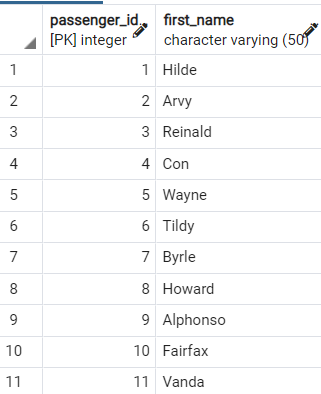 passenger_id first_name
[PK] integer character varying (50)
1 1 Hilde
2 2 Arvy
3 3 Reinald
4 4 Con
5 5 Wayne
6 6 Tildy
7 7 Byrle
8 8 Howard
9 9 Alphonso
10 10 Fairfax
11 11 Vanda